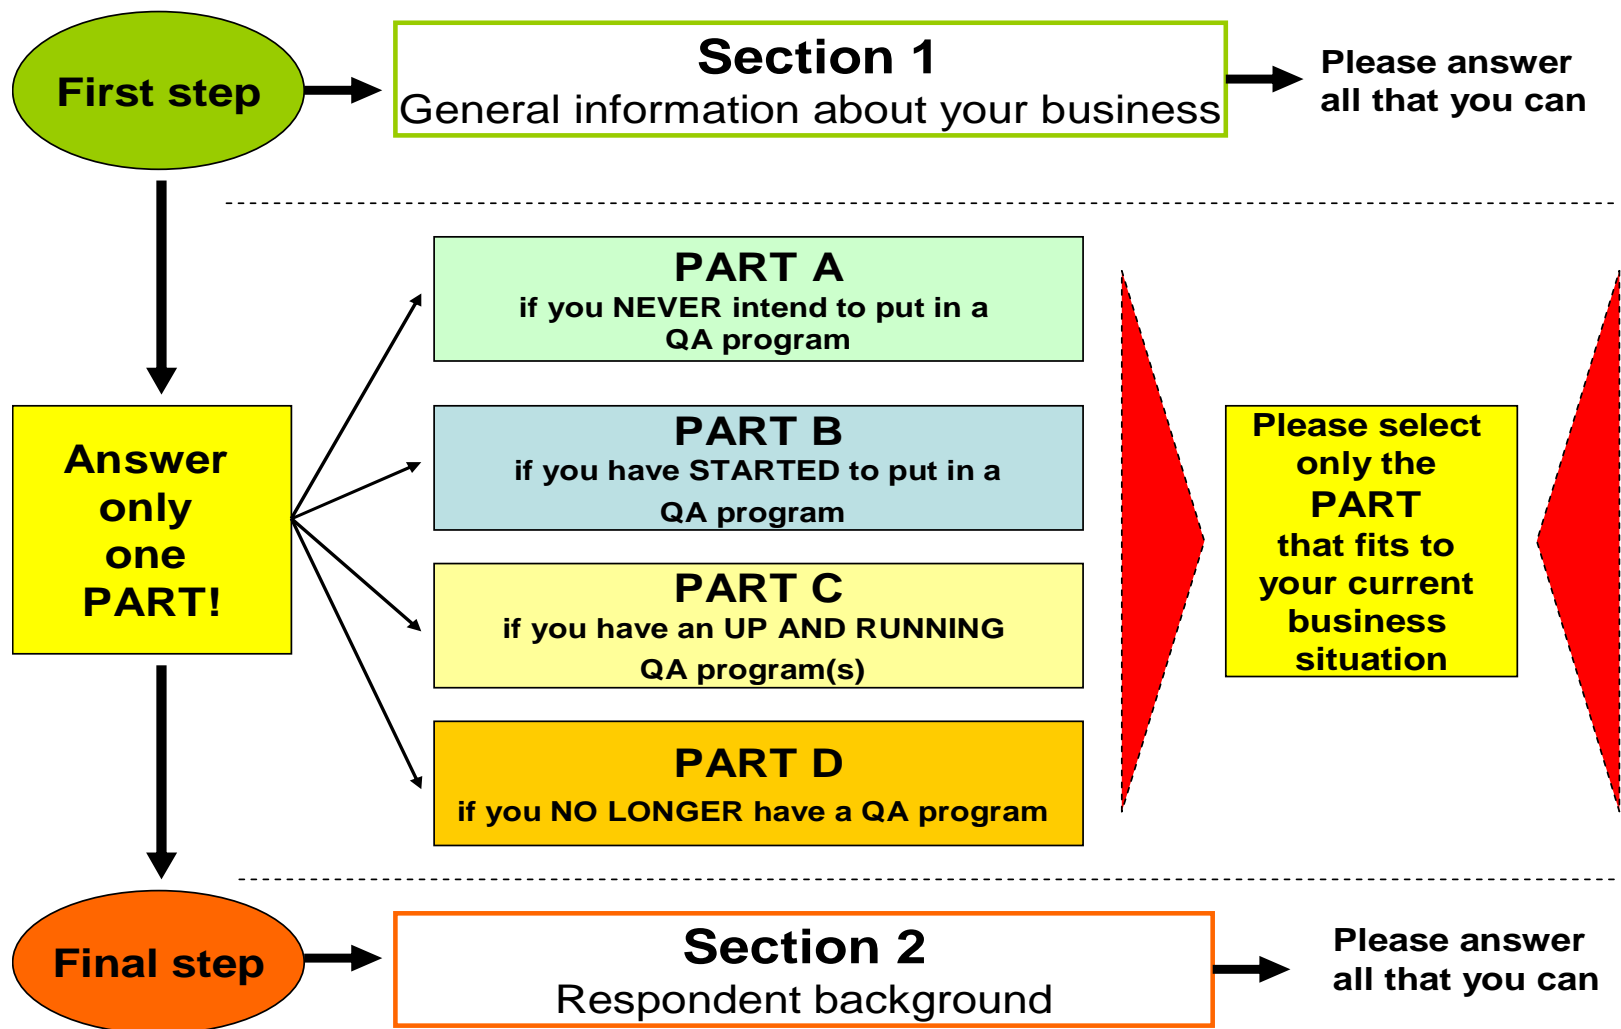 First step
Section 1
General information about your business
Please answer
all that you can
Answer
only
one
PART!
PART A
if you NEVER intend to put in a
QA program
PART B
if you have STARTED to put in a
QA program
PART C
if you have an UP AND RUNNING
QA program(s)
PART D
if you NO LONGER have a QA program
Please select
only the
PART
that fits to
your current
business
situation
Final step
Section 2
Respondent background
Please answer
all that you can